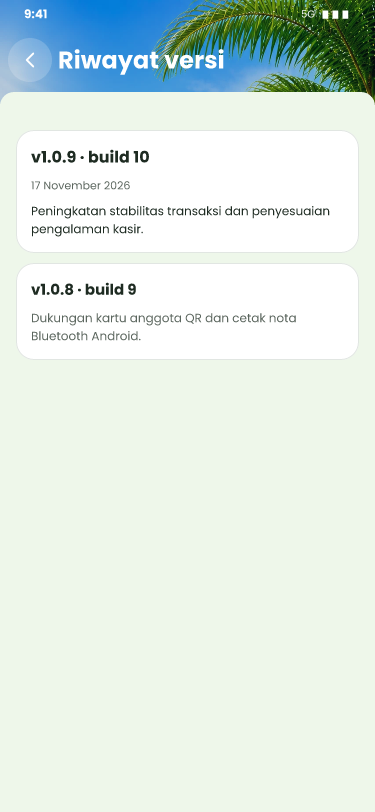 9:41
5G
Riwayat versi
v1.0.9 · build 10
17 November 2026
Peningkatan stabilitas transaksi dan penyesuaian
pengalaman kasir.
v1.0.8 · build 9
Dukungan kartu anggota QR dan cetak nota
Bluetooth Android.